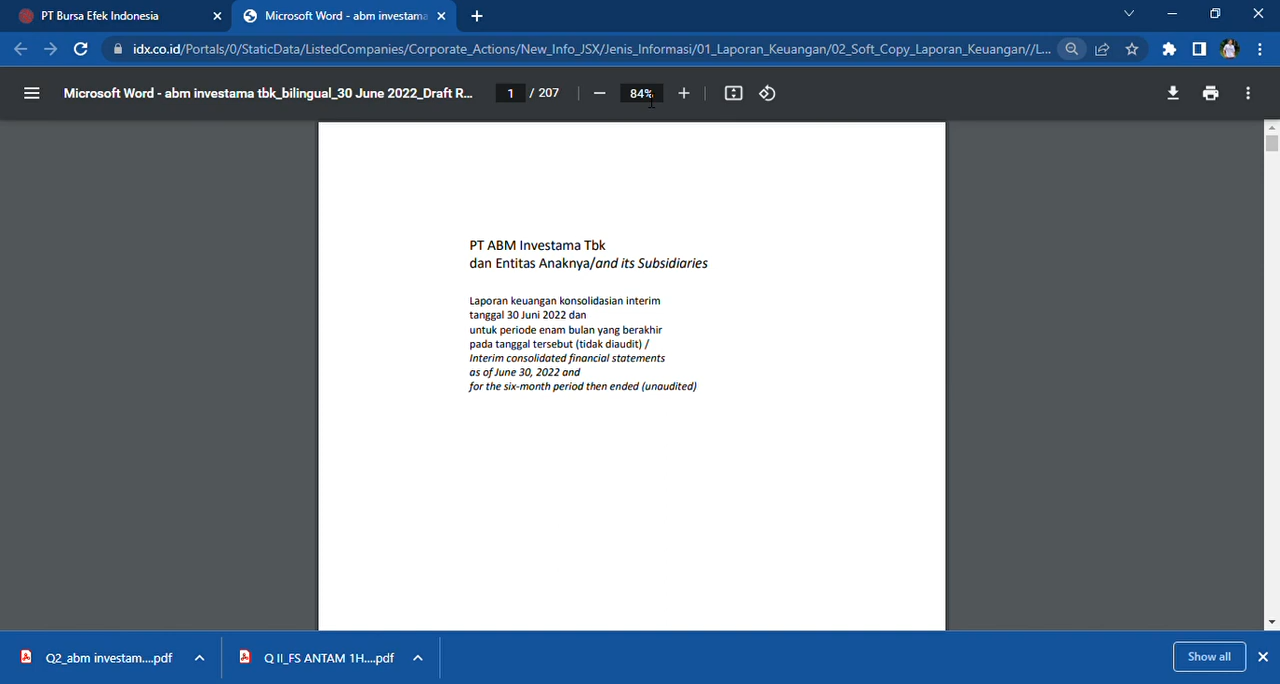 PT Bursa Efek Indonesia
Microsoft Word - abm investama
idx.co.id/Portals/0/StaticData/ListedCompanies/Corporate_Actions/New_Info_JSX/Jenis_Informasi/01_Laporan_Keuangan/02_Soft_Copy_Laporan_Keuangan//L...
Microsoft Word - abm investama tbk_bilingual_30 June 2022_Draft R...
1 / 207
84%
PT ABM Investama Tbk
dan Entitas Anaknya/and its Subsidiaries
Laporan keuangan konsolidasian interim
tanggal 30 Juni 2022 dan
untuk periode enam bulan yang berakhir
pada tanggal tersebut (tidak diaudit) /
Interim consolidated financial statements
as of June 30, 2022 and
for the six-month period then ended (unaudited)
Q2_abm investam....pdf
Q II_FS ANTAM 1H....pdf
Show all